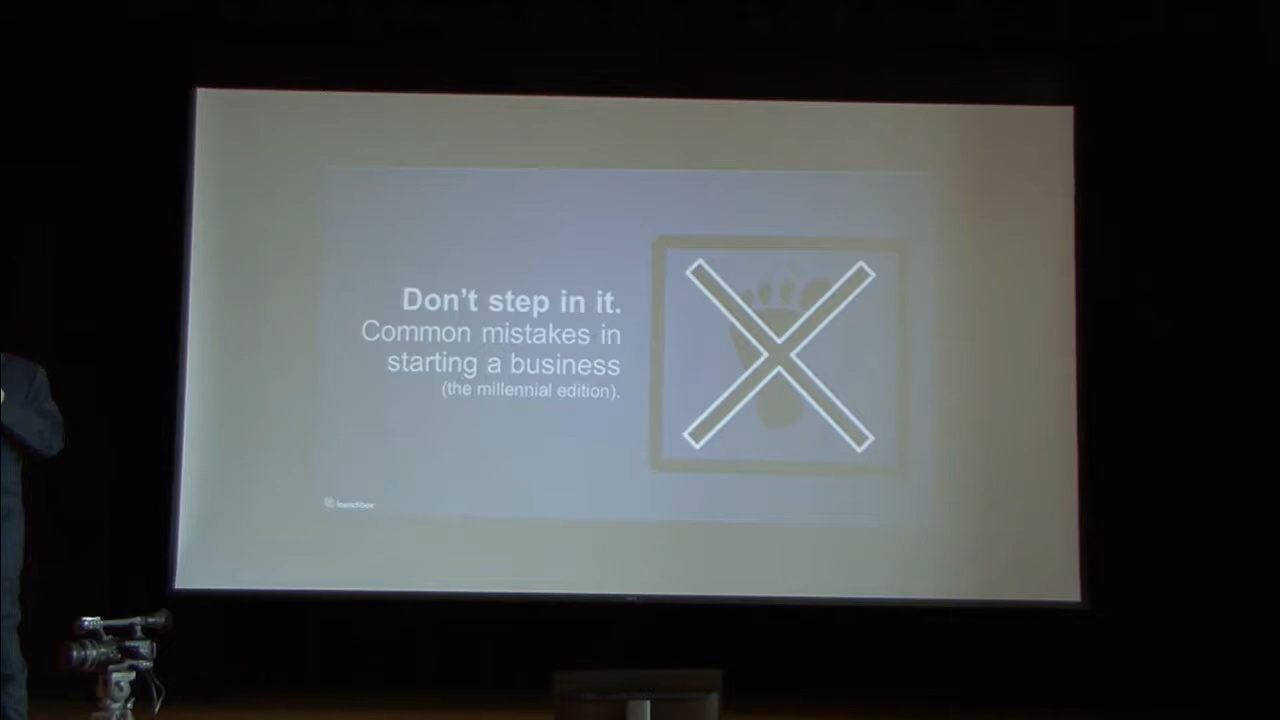 Don't step in it.
Common mistakes in
starting a business
(the millennial edition).